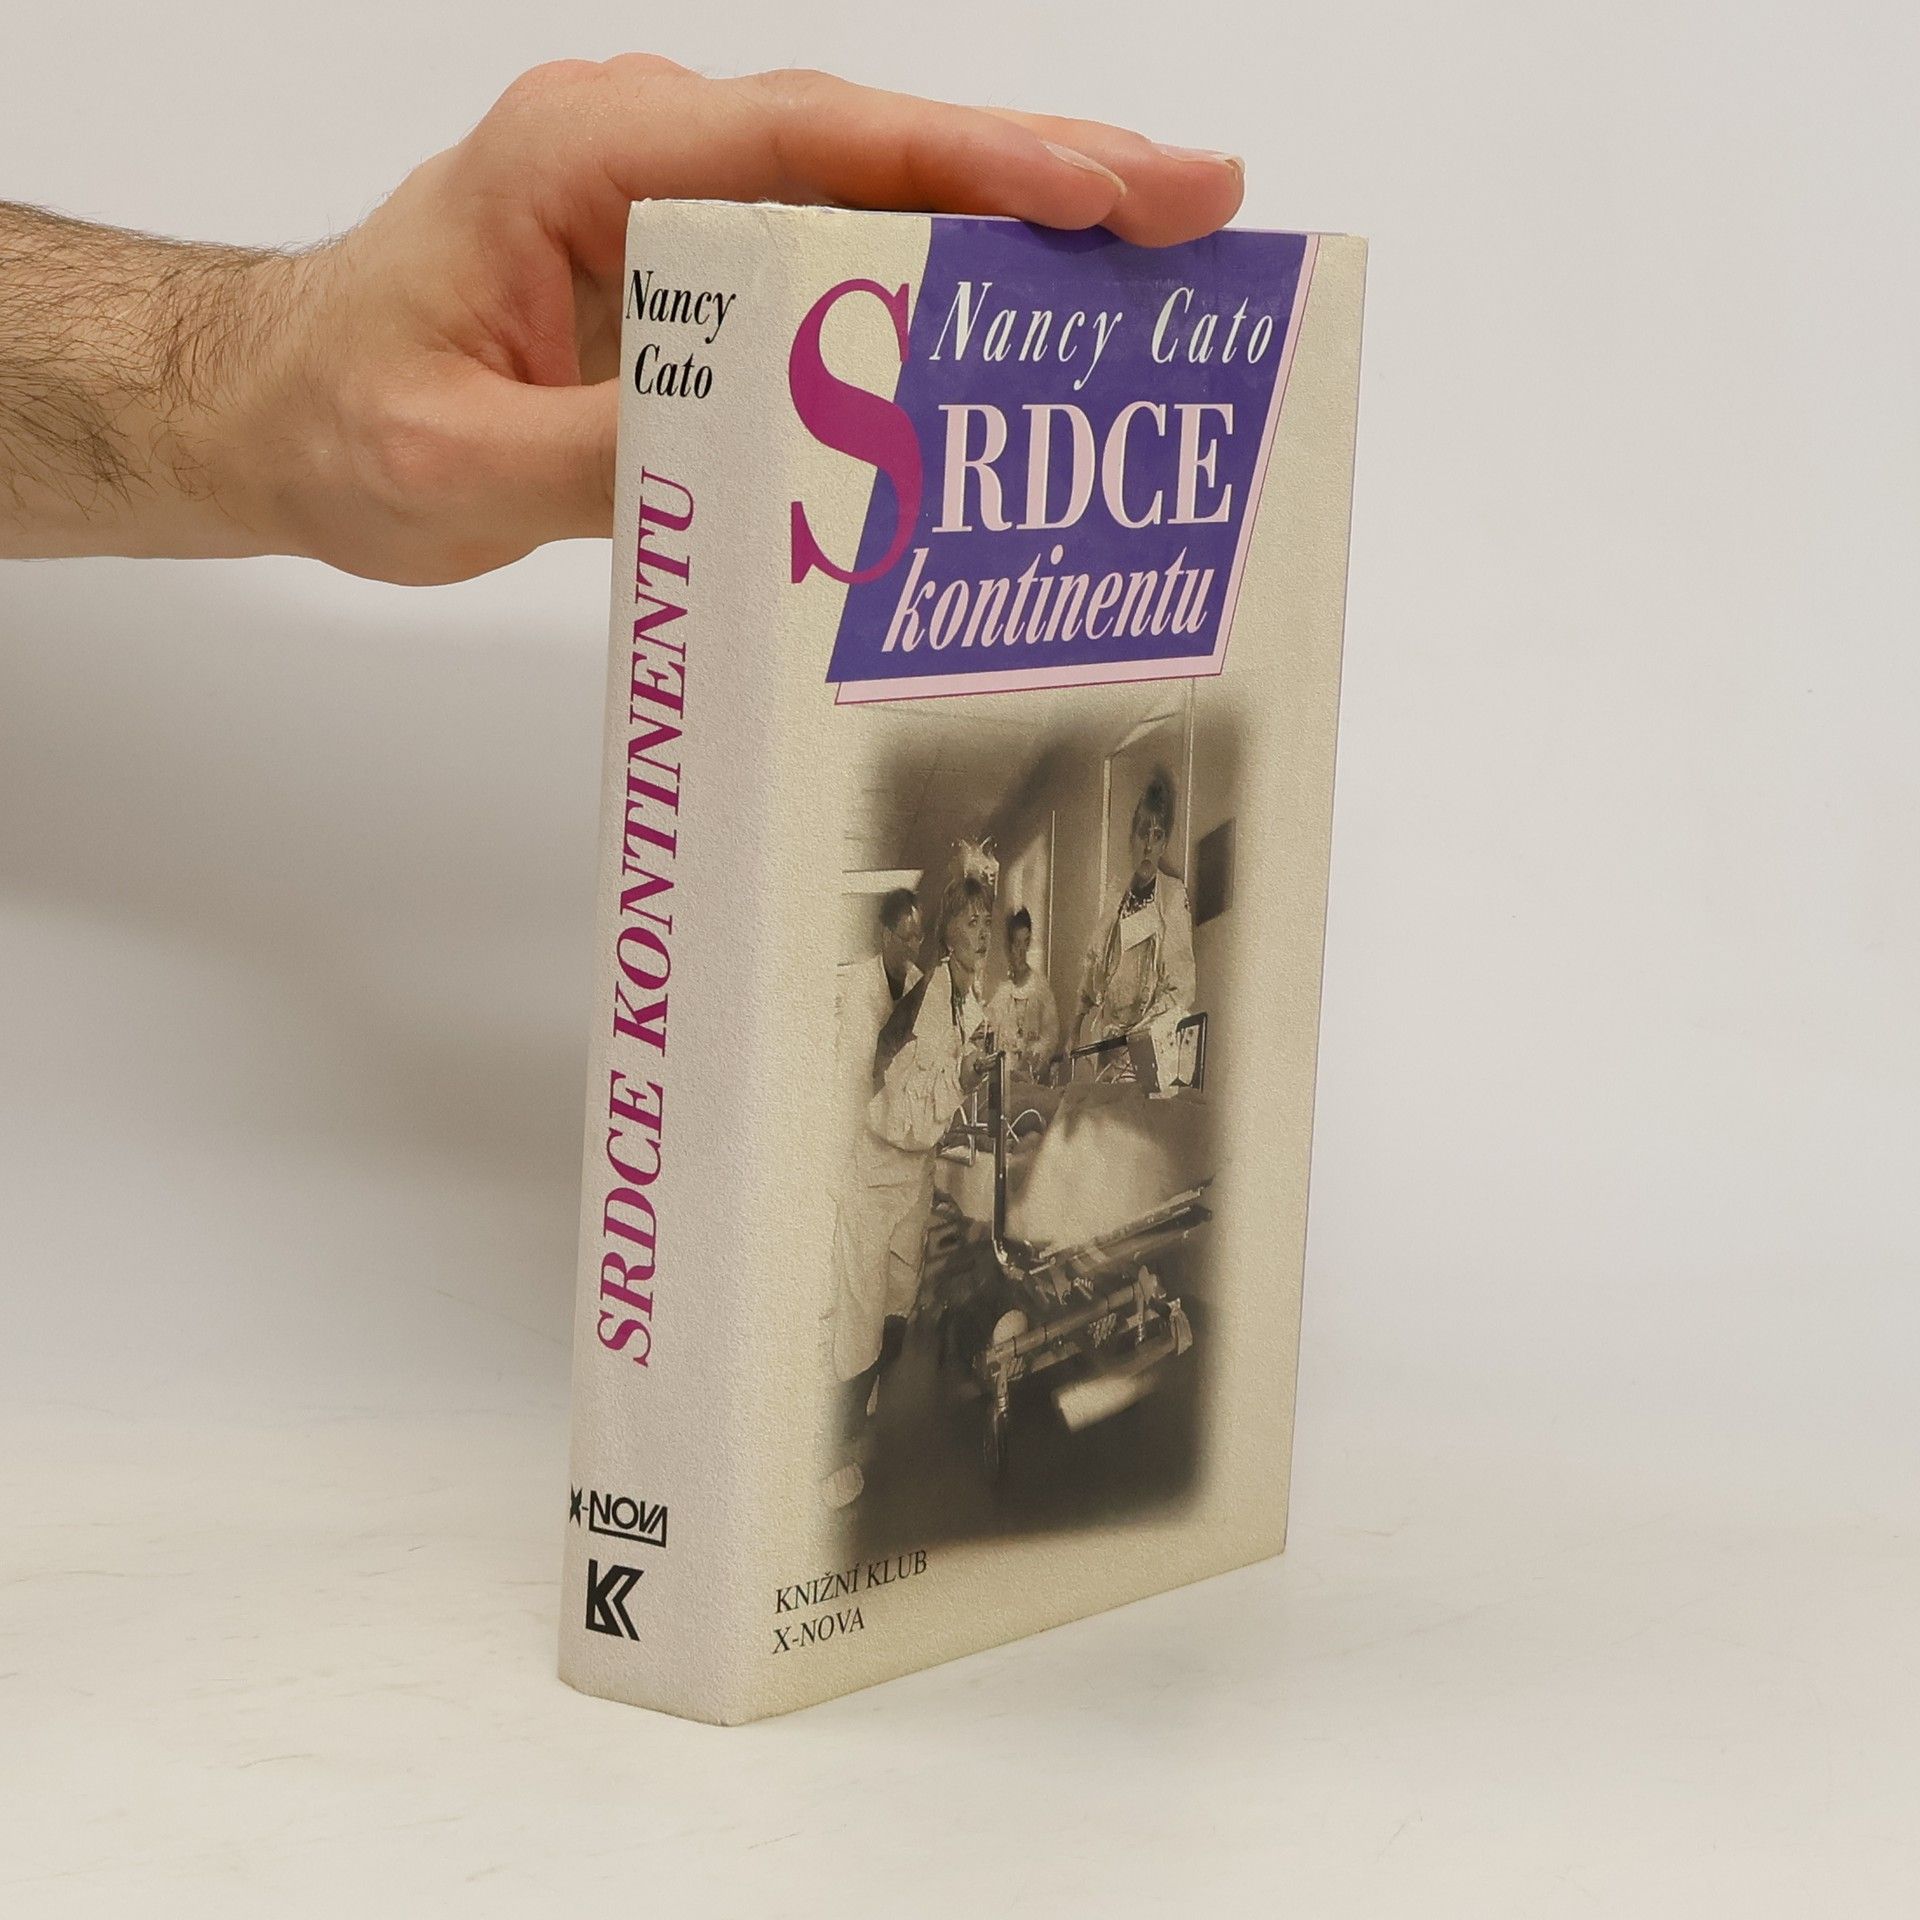 Nancy
Cato
SRDCE KONTINENTU
X-NOVA
Nancy Cato
SRDCE
kontinentu
KNIŽNÍ KLUB
X-NOVA